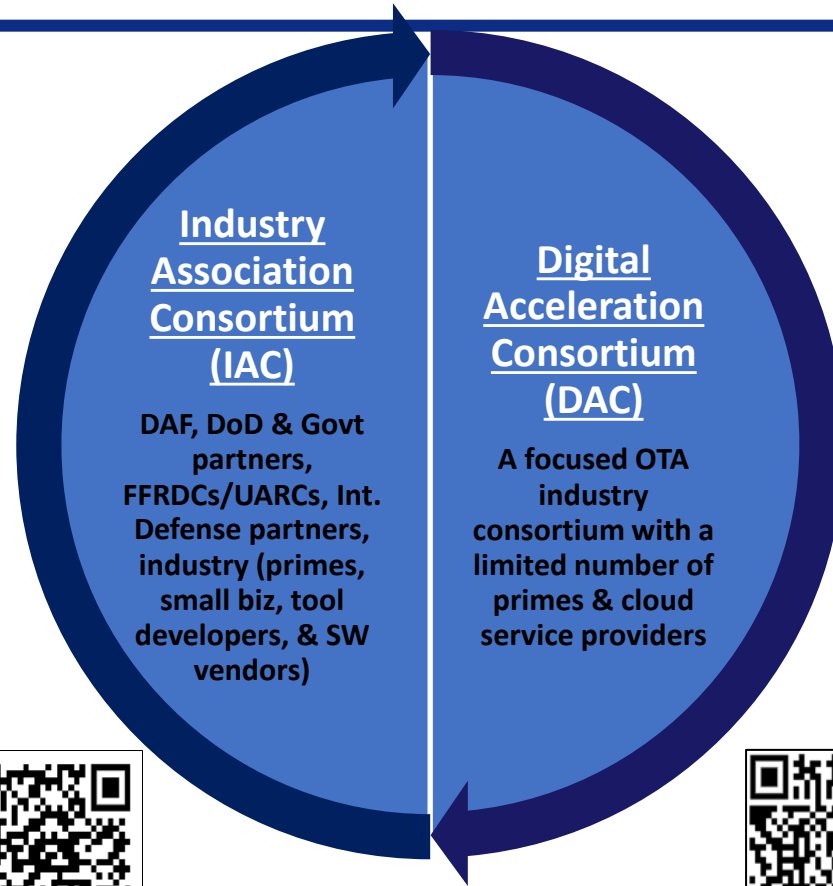 Industry
Association
Consortium
(IAC)
DAF, DoD & Govt
partners,
FFRDCs/UARCs, Int.
Defense partners,
industry (primes,
small biz, tool
developers, & SW
vendors)
Digital
Acceleration
Consortium
(DAC)
A focused OTA
industry
consortium with a
limited number of
primes & cloud
service providers